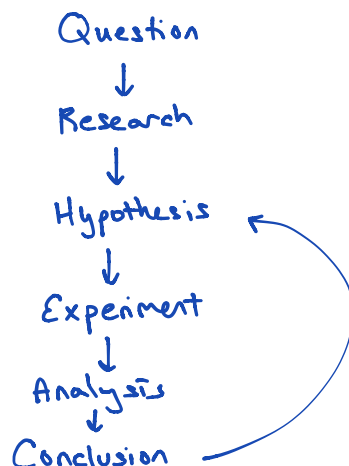 Question
Research
Hypothesis
Experiment
Analysis
Conclusion